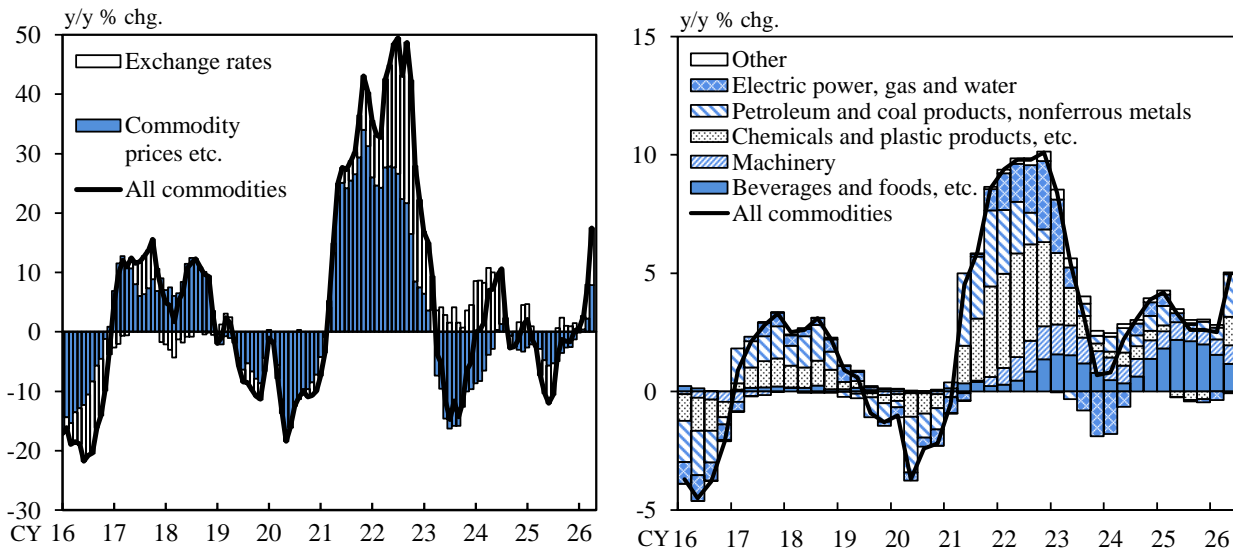 y/y % chg.
50
40
30
20
10
0
-10
-20
-30
Exchange rates
Commodity
prices etc.
All commodities
CY 16 17 18 19 20 21 22 23 24 25 26
y/y % chg.
15
10
5
0
-5
Other
Electric power, gas and water
Petroleum and coal products, nonferrous metals
Chemicals and plastic products, etc.
Machinery
Beverages and foods, etc.
All commodities
CY 16 17 18 19 20 21 22 23 24 25 26